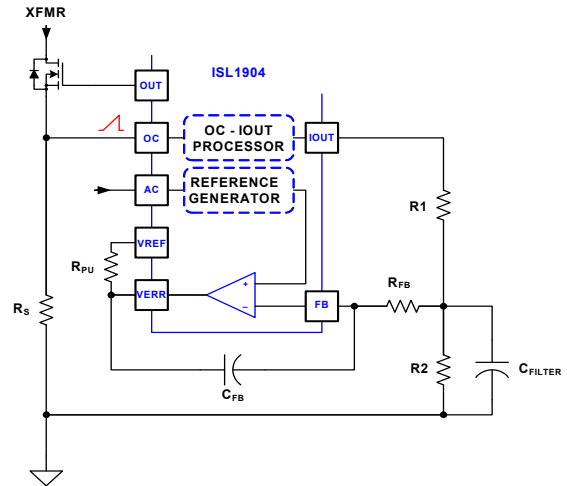 XFMR
ISL1904
OUT
OC
OC - IOUT
PROCESSOR
IOUT
AC
REFERENCE
GENERATOR
R1
VREF
RPU
RFB
VERR
+
−
FB
RS
R2
CFILTER
CFB